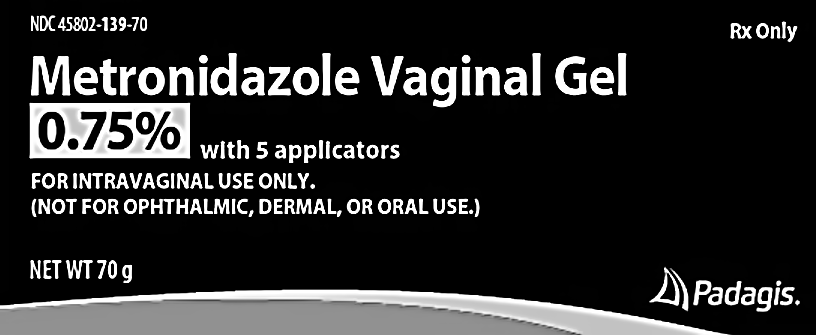 NDC 45802-139-70
Rx Only
Metronidazole Vaginal Gel
0.75% with 5 applicators
FOR INTRAVAGINAL USE ONLY.
(NOT FOR OPHTHALMIC, DERMAL, OR ORAL USE.)
NET WT 70 g
Padagis.